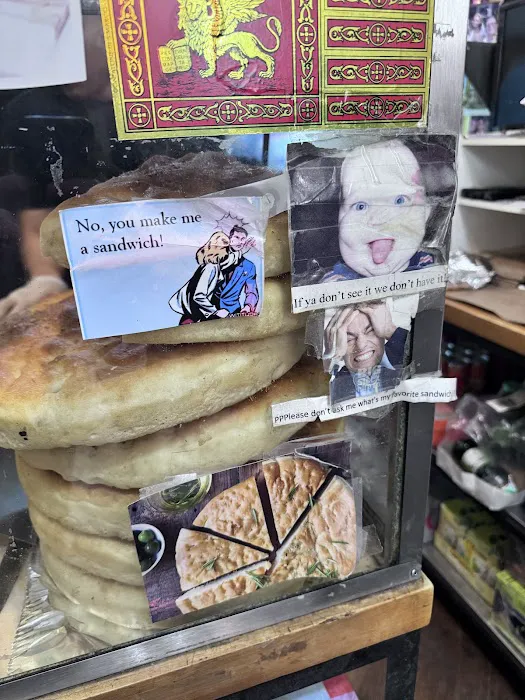 No, you make me
a sandwich!
If ya don't see it we don't have it!
PPPlease don't ask me what's my favorite sandwich